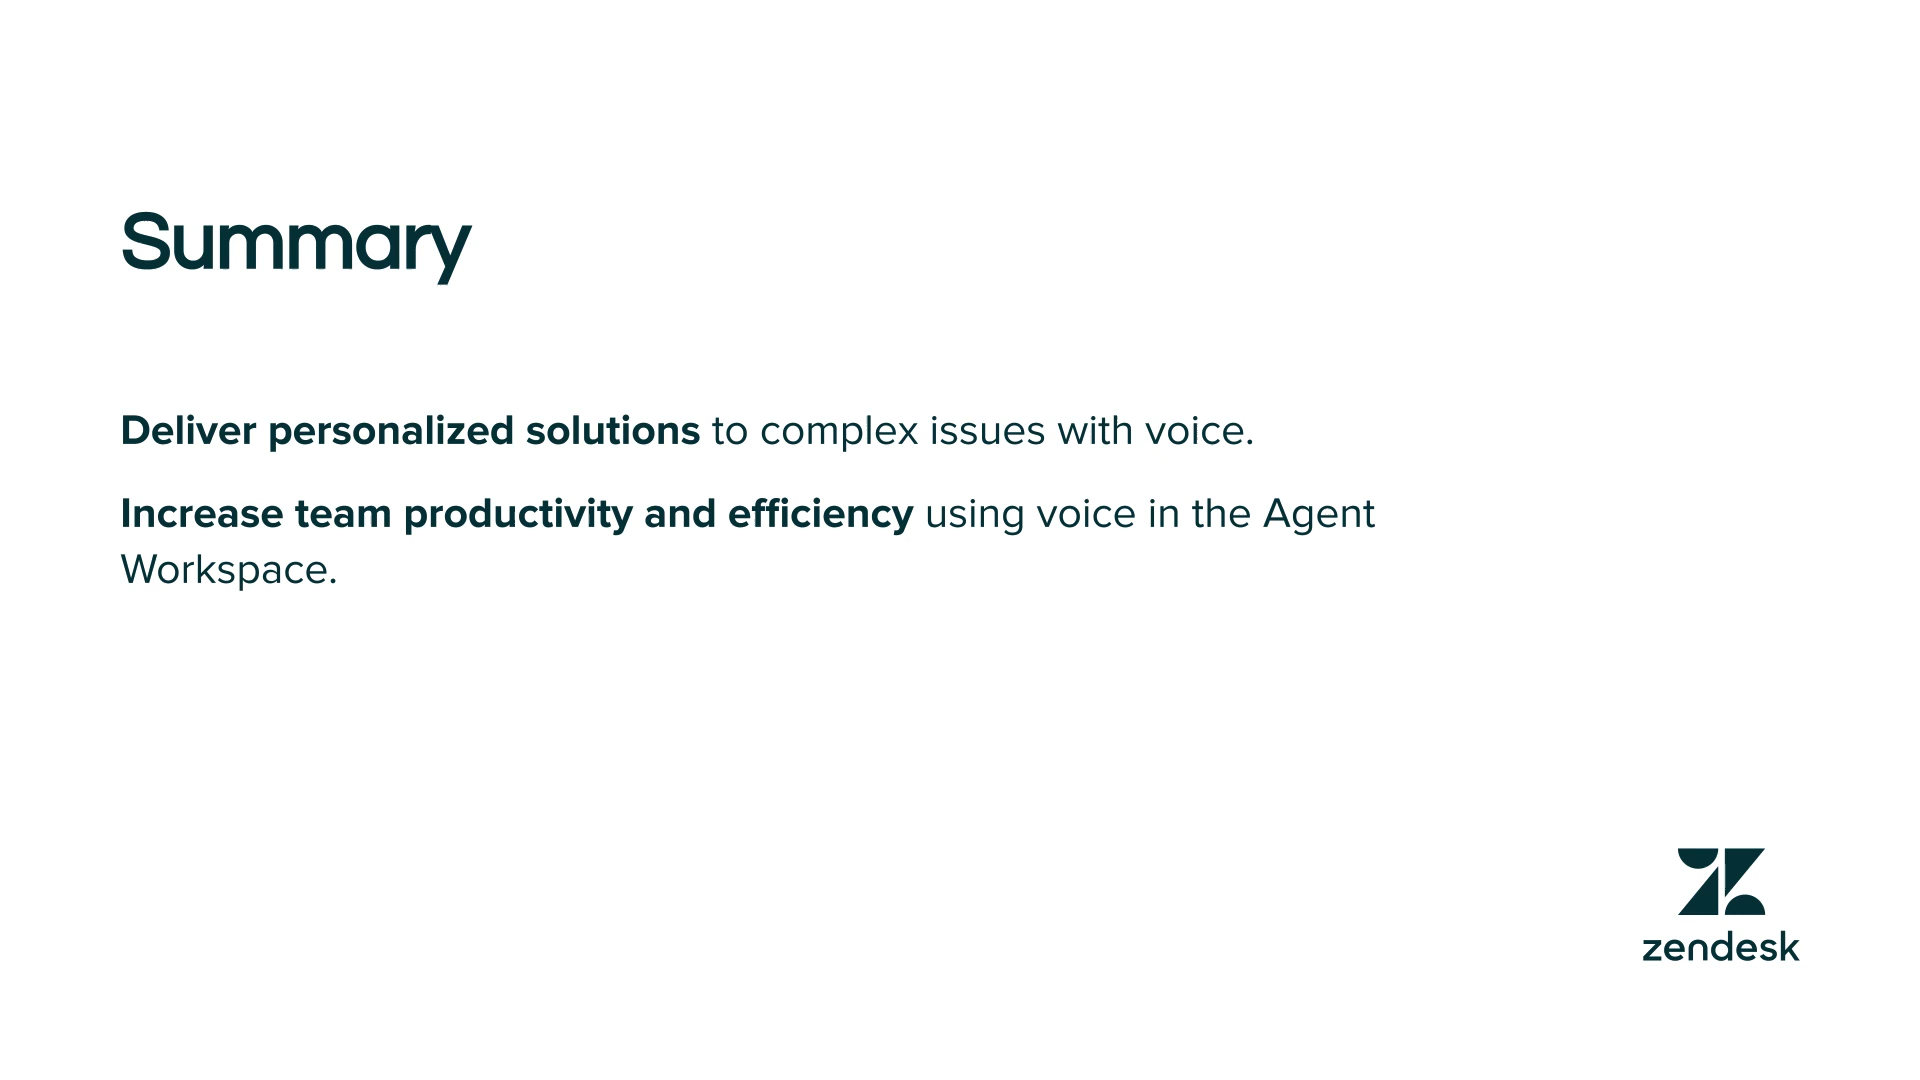 Summary
Deliver personalized solutions to complex issues with voice.
Increase team productivity and efficiency using voice in the Agent
Workspace.
zendesk